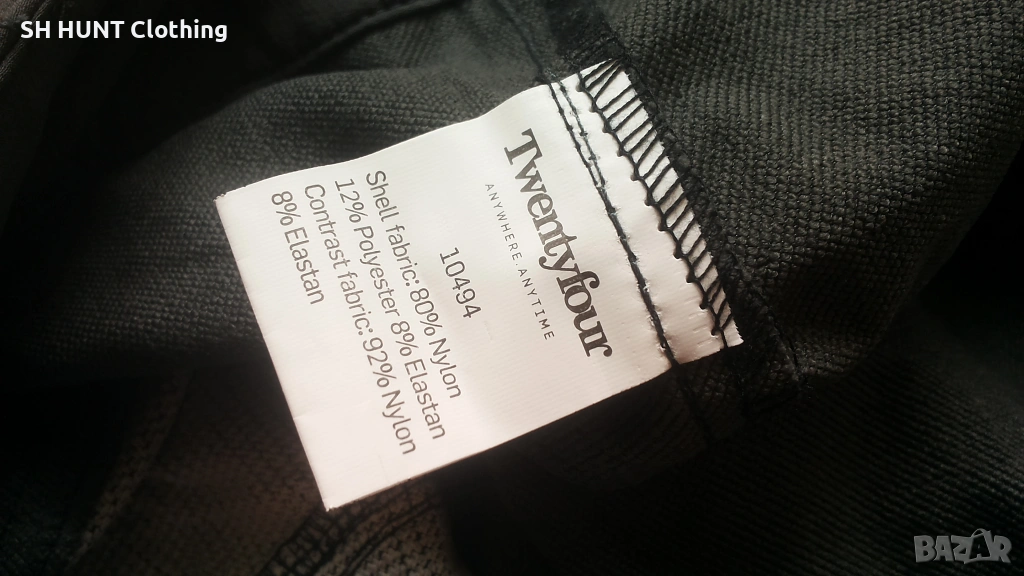 SH HUNT Clothing
Twentyfour
ANYWHERE ANYTIME
10494
Shell fabric: 80% Nylon
12% Polyester 8% Elastan
Contrast fabric: 92% Nylon
8% Elastan
BAZAR